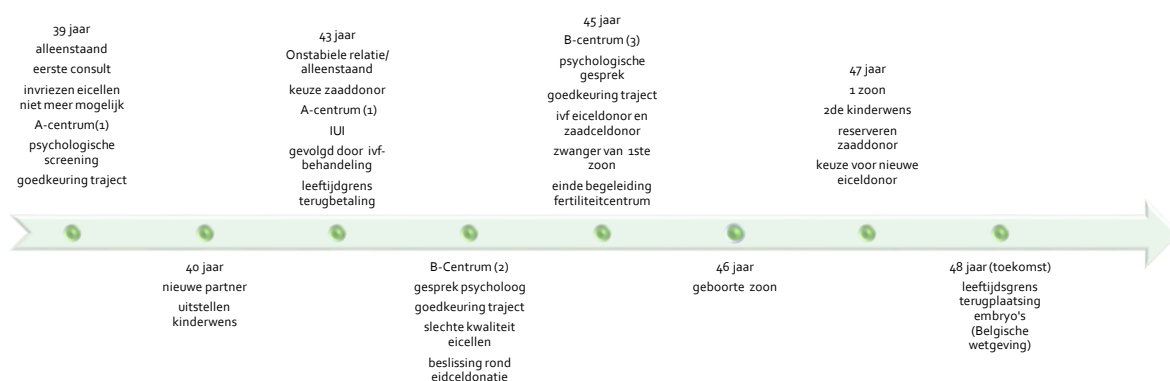 39 jaar
alleenstaand
eerste consult
invriezen eicellen
niet meer mogelijk
A-centrum(1)
psychologische
screening
goedkeuring traject
40 jaar
nieuwe partner
uitstellen
kinderwens
43 jaar
Onstabiele relatie/
alleenstaand
keuze zaaddonor
A-centrum (1)
IUI
gevolgd door ivf-
behandeling
leeftijdgrens
terugbetaling
B-Centrum (2)
gesprek psycholoog
goedkeuring traject
slechte kwaliteit
eicellen
beslissing rond
eidceldonatie
45 jaar
B-centrum (3)
psychologische
gesprek
goedkeuring traject
ivf eiceldonor en
zaadceldonor
zwanger van 1ste
zoon
einde begeleiding
fertiliteitcentrum
46 jaar
geboorte zoon
47 jaar
1 zoon
2de kinderwens
reserveren
zaaddonor
keuze voor nieuwe
eiceldonor
48 jaar (toekomst)
leeftijdsgrens
terugplaatsing
embryo's
(Belgische
wetgeving)